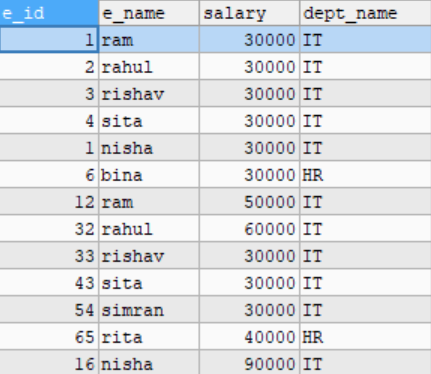 e_id e_name salary dept_name
1 ram 30000 IT
2 rahul 30000 IT
3 rishav 30000 IT
4 sita 30000 IT
1 nisha 30000 IT
6 bina 30000 HR
12 ram 50000 IT
32 rahul 60000 IT
33 rishav 30000 IT
43 sita 30000 IT
54 simran 30000 IT
65 rita 40000 HR
16 nisha 90000 IT